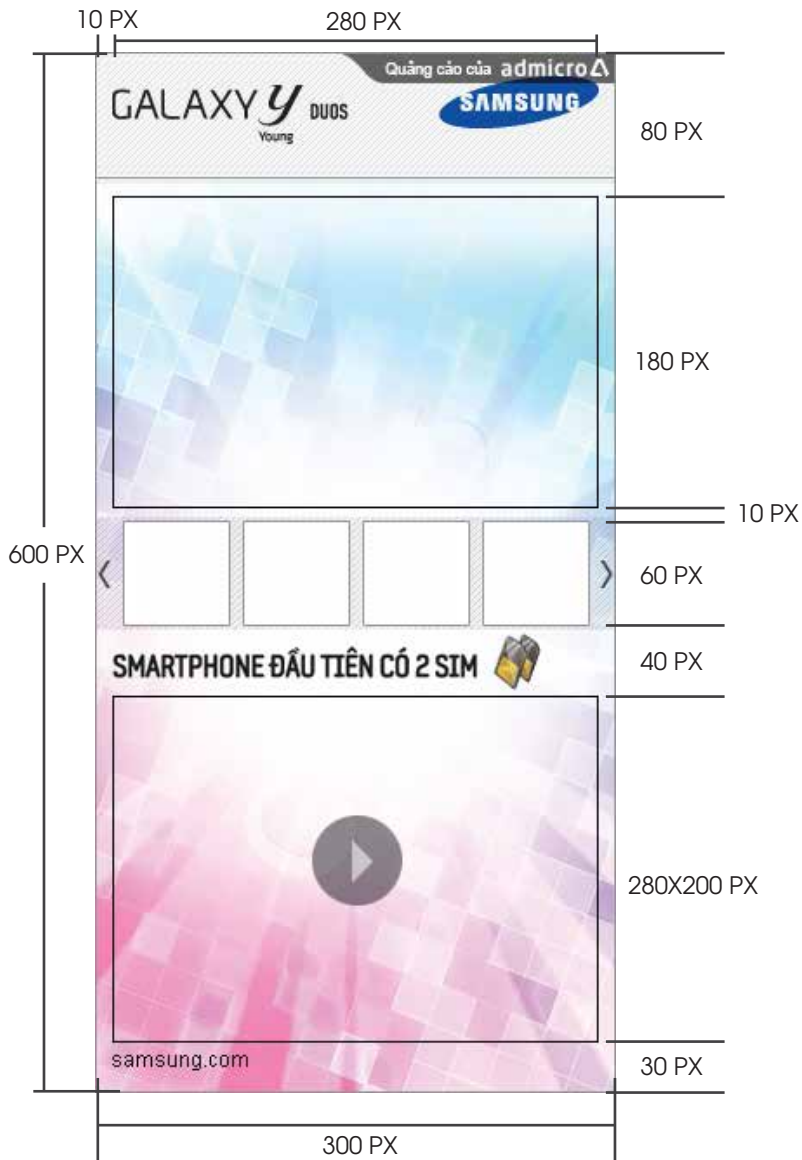 10 PX
280 PX
Quảng cáo của admicro
GALAXY Y DUOS
Young
SAMSUNG
80 PX
180 PX
10 PX
600 PX
60 PX
SMARTPHONE ĐẦU TIÊN CÓ 2 SIM
40 PX
280X200 PX
samsung.com
30 PX
300 PX